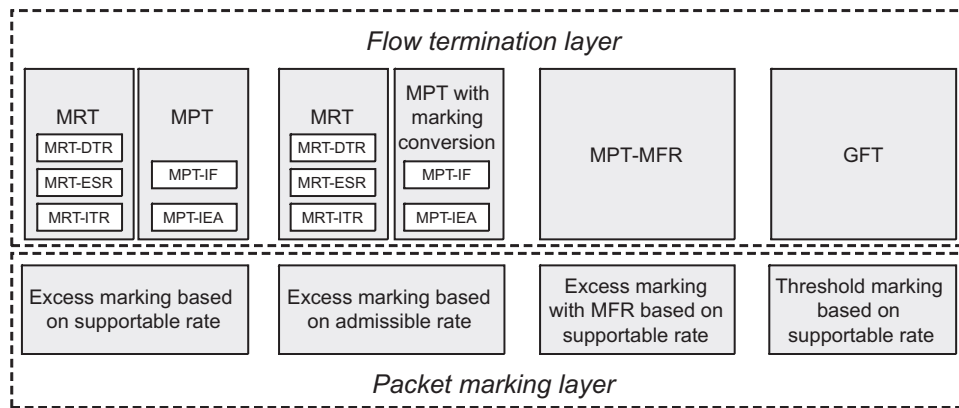 Flow termination layer
MRT
MRT-DTR
MRT-ESR
MRT-ITR
MPT
MPT-IF
MPT-IEA
MRT
MRT-DTR
MRT-ESR
MRT-ITR
MPT with
marking
conversion
MPT-IF
MPT-IEA
MPT-MFR
GFT
Excess marking based
on supportable rate
Excess marking based
on admissible rate
Excess marking
with MFR based on
supportable rate
Threshold marking
based on
supportable rate
Packet marking layer